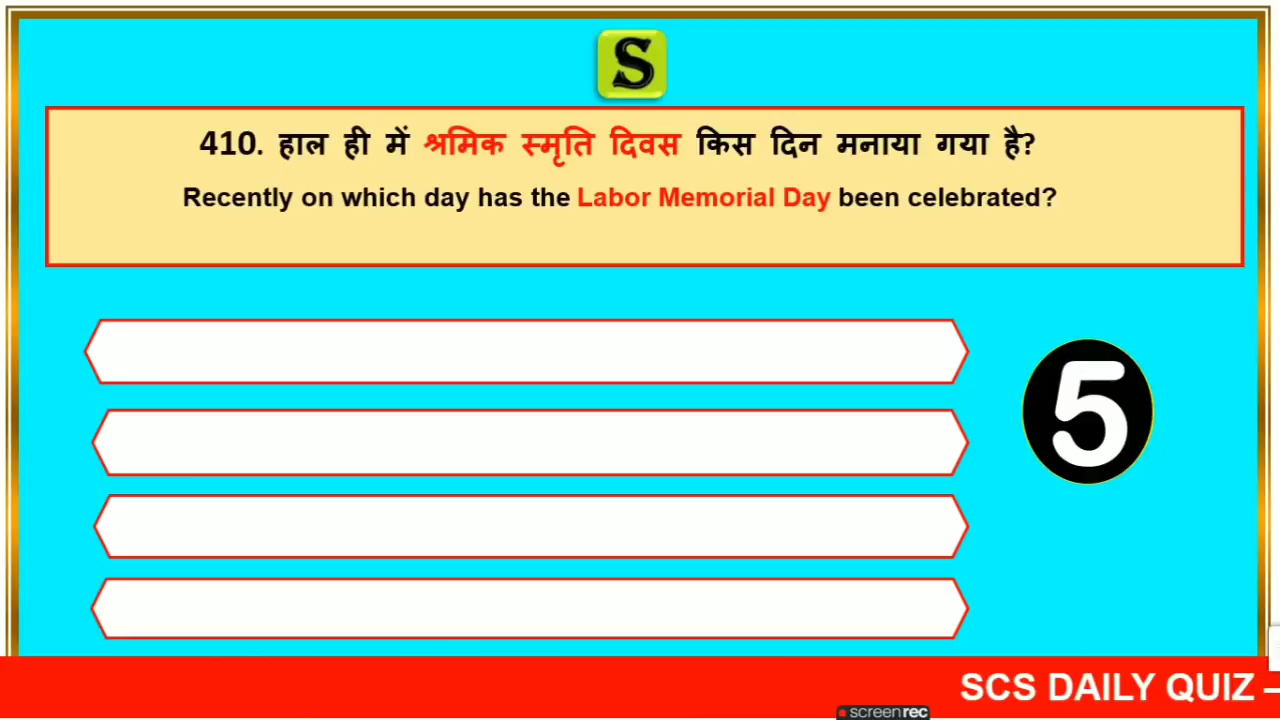 S
410. हाल ही में श्रमिक स्मृति दिवस किस दिन मनाया गया है?
Recently on which day has the Labor Memorial Day been celebrated?
5
SCS DAILY QUIZ –
screenrec